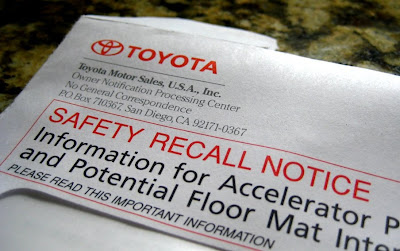 TOYOTA
Toyota Motor Sales, U.S.A., Inc.
Owner Notification Processing Center
No General Correspondence
P.O. Box 710367, San Diego, CA 92171-0367
SAFETY RECALL NOTICE
Information for Accelerator P
and Potential Floor Mat Inte
PLEASE READ THIS IMPORTANT INFORMATION